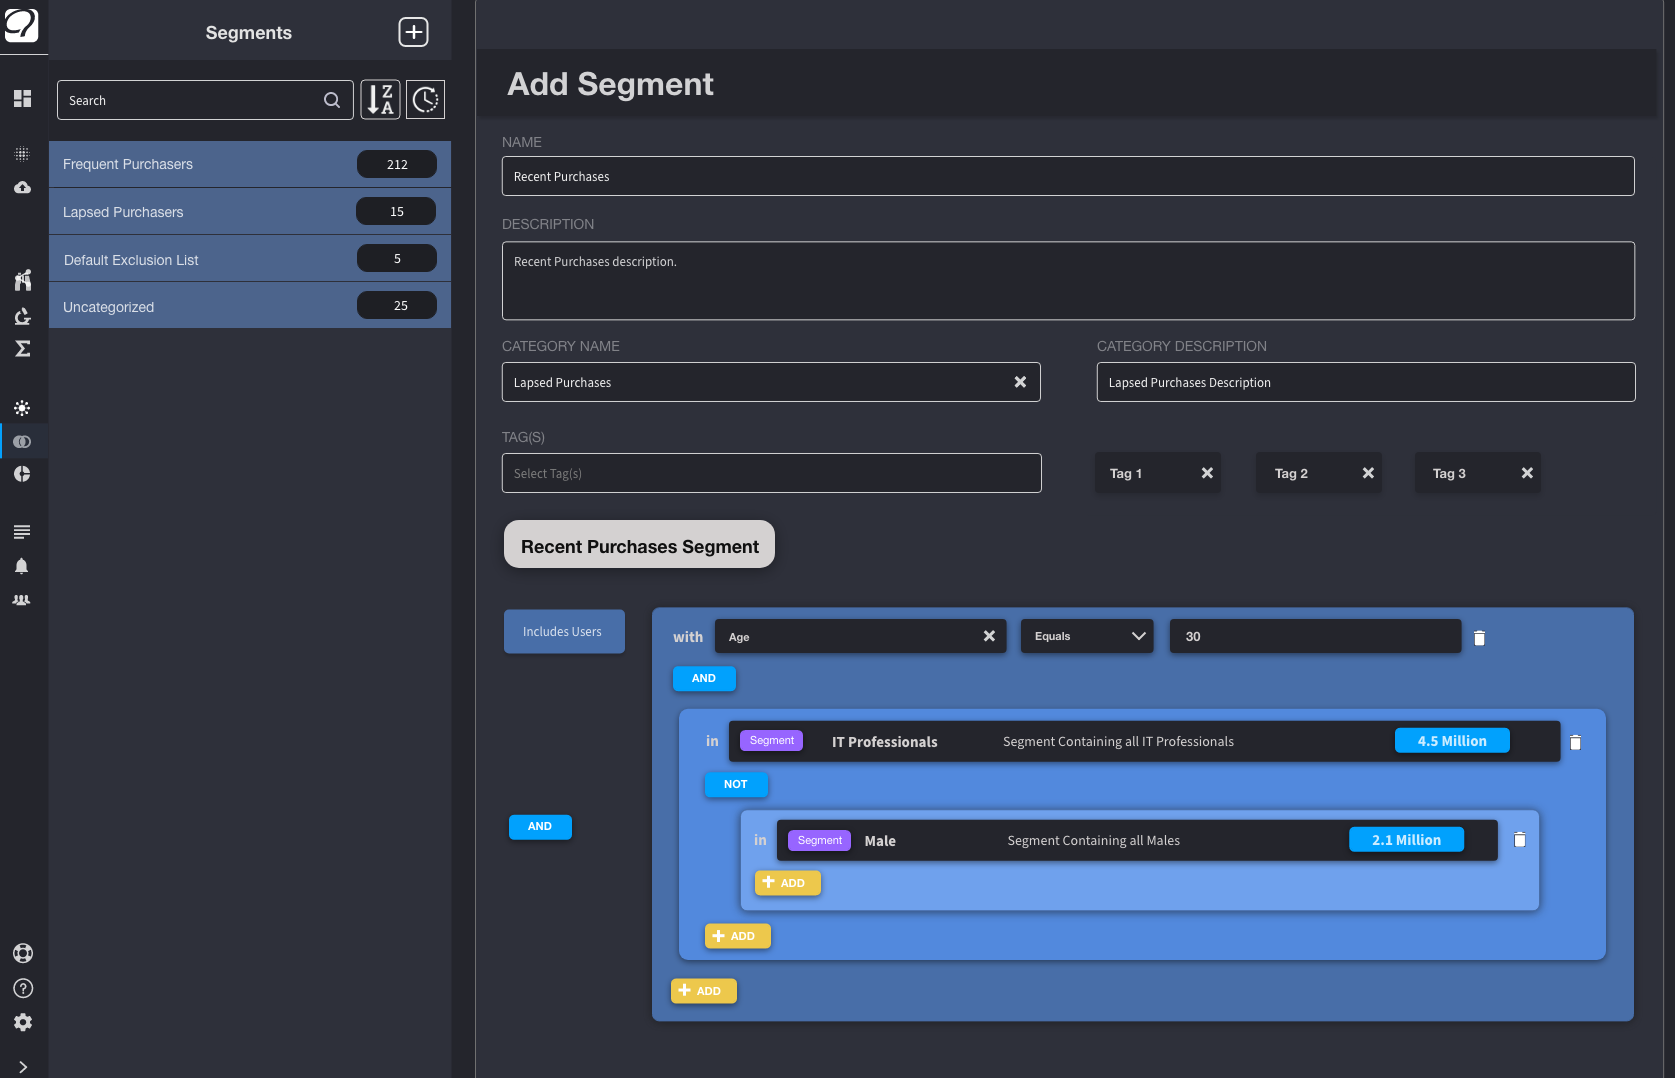 Segments
Search
Z
A
Frequent Purchasers 212
Lapsed Purchasers 15
Default Exclusion List 5
Uncategorized 25
Add Segment
NAME
Recent Purchases
DESCRIPTION
Recent Purchases description.
CATEGORY NAME
CATEGORY DESCRIPTION
Lapsed Purchases
Lapsed Purchases Description
TAG(S)
Select Tag(s)
Tag 1
Tag 2
Tag 3
Recent Purchases Segment
Includes Users
with Age Equals 30
AND
in Segment IT Professionals Segment Containing all IT Professionals 4.5 Million
NOT
AND
in Segment Male Segment Containing all Males 2.1 Million
ADD
ADD
ADD